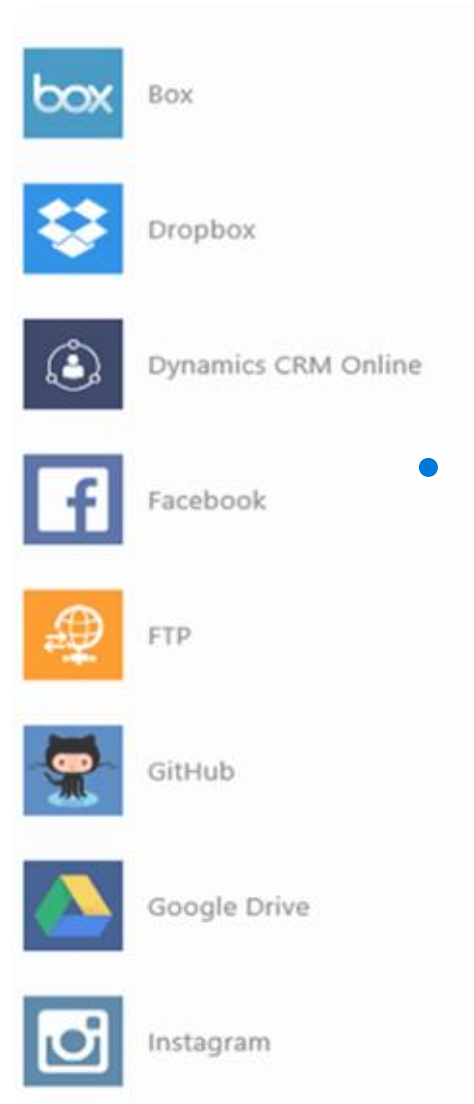 box Box
Dropbox
Dynamics CRM Online
f Facebook
FTP
GitHub
Google Drive
Instagram